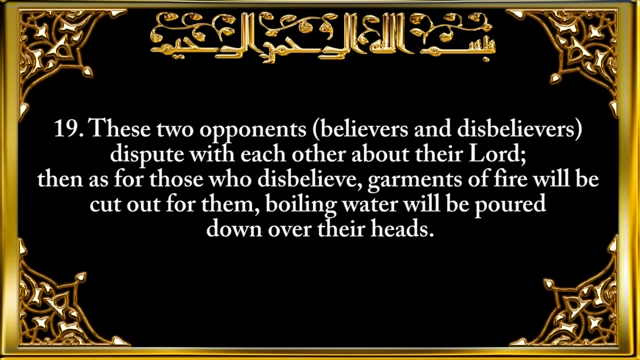 بسم الله الرحمن الرحيم
19. These two opponents (believers and disbelievers)
dispute with each other about their Lord;
then as for those who disbelieve, garments of fire will be
cut out for them, boiling water will be poured
down over their heads.